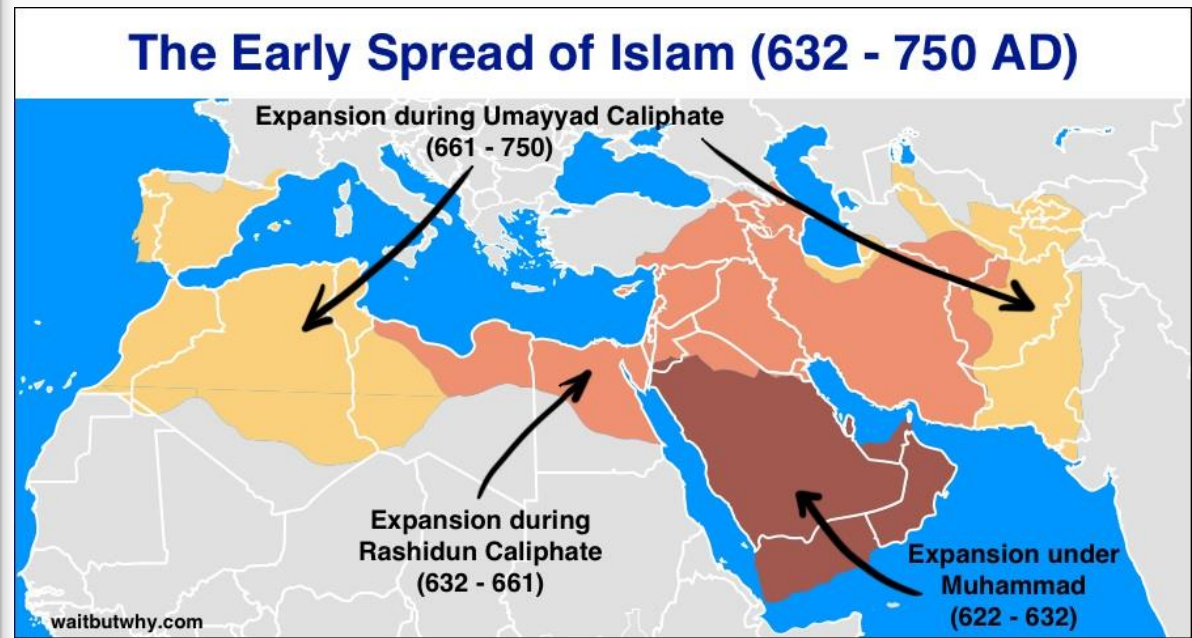 The Early Spread of Islam (632 - 750 AD)
Expansion during Umayyad Caliphate
(661 - 750)
Expansion during
Rashidun Caliphate
(632 - 661)
Expansion under
Muhammad
(622 - 632)
waitbutwhy.com